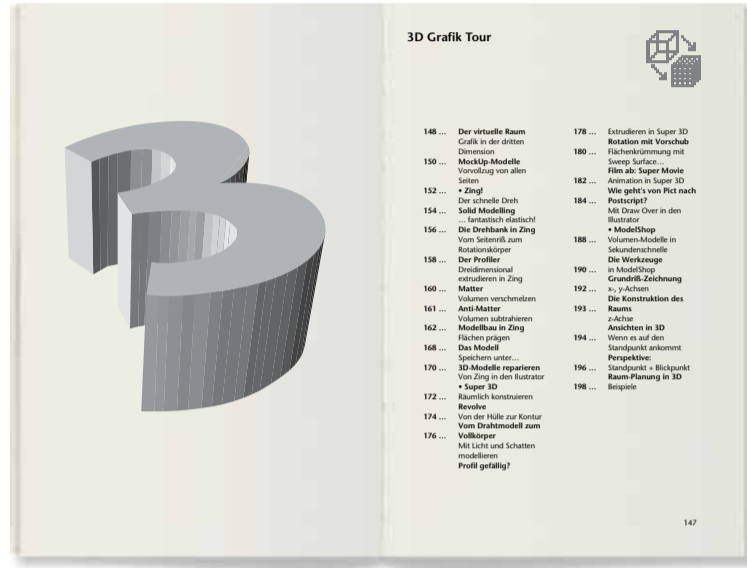 3D Grafik Tour
148 ... Der virtuelle Raum
Grafik in der dritten
Dimension
150 ... MockUp-Modelle
Vorvollzug von allen
Seiten
152 ... • Zing!
Der schnelle Dreh
154 ... Solid Modelling
... fantastisch elastisch!
156 ... Die Drehbank in Zing
Vom Seitenriß zum
Rotationskörper
158 ... Der Profiler
Dreidimensional
extrudieren in Zing
160 ... Matter
Volumen verschmelzen
161 ... Anti-Matter
Volumen subtrahieren
162 ... Modellbau in Zing
Flächen prägen
168 ... Das Modell
Speichern unter...
170 ... 3D-Modelle reparieren
Von Zing in den Ilustrator
• Super 3D
172 ... Räumlich konstruieren
Revolve
174 ... Von der Hülle zur Kontur
Vom Drahtmodell zum
176 ... Vollkörper
Mit Licht und Schatten
modellieren
Profil gefällig?
178 ... Extrudieren in Super 3D
Rotation mit Vorschub
180 ... Flächenkrümmung mit
Sweep Surface...
Film ab: Super Movie
182 ... Animation in Super 3D
Wie geht's von Pict nach
184 ... Postscript?
Mit Draw Over in den
Illustrator
• ModelShop
188 ... Volumen-Modelle in
Sekundenschnelle
Die Werkzeuge
190 ... in ModelShop
Grundriß-Zeichnung
192 ... x-, y-Achsen
Die Konstruktion des
193 ... Raums
z-Achse
Ansichten in 3D
194 ... Wenn es auf den
Standpunkt ankommt
Perspektive:
196 ... Standpunkt + Blickpunkt
Raum-Planung in 3D
198 ... Beispiele
147